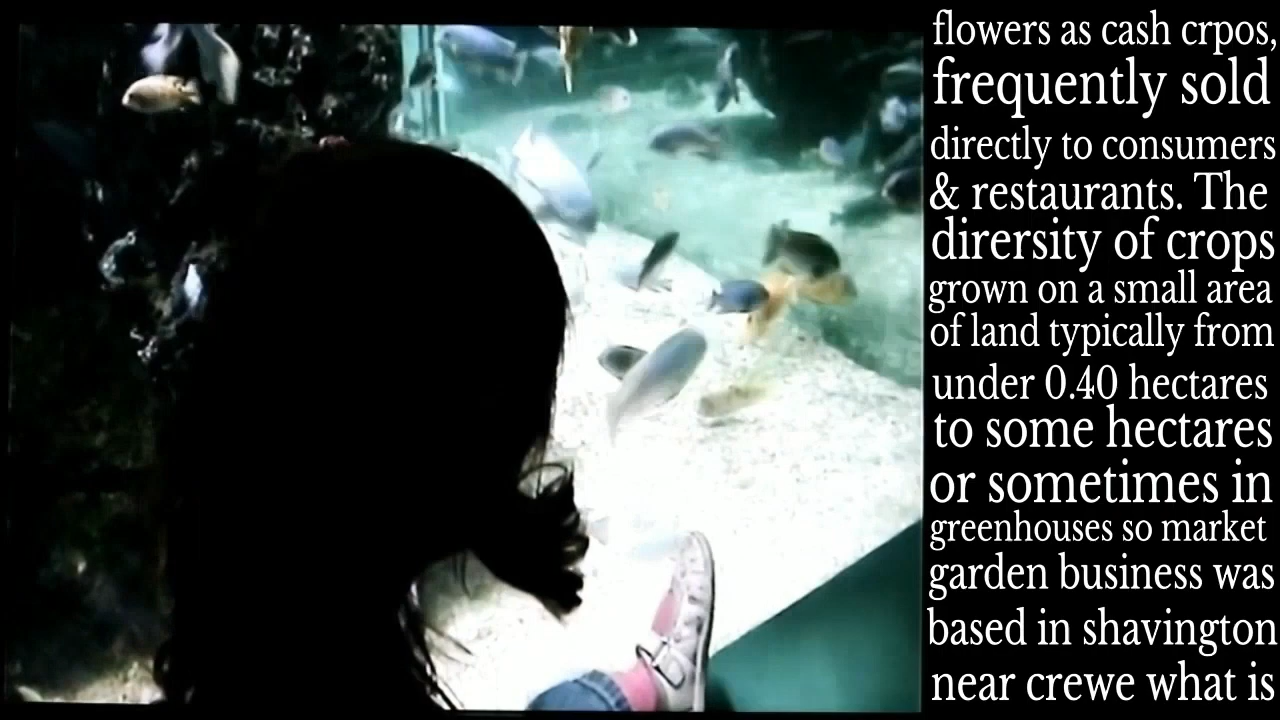 flowers as cash crpos,
frequently sold
directly to consumers
& restaurants. The
dirersity of crops
grown on a small area
of land typically from
under 0.40 hectares
to some hectares
or sometimes in
greenhouses so market
garden business was
based in shavington
near crewe what is